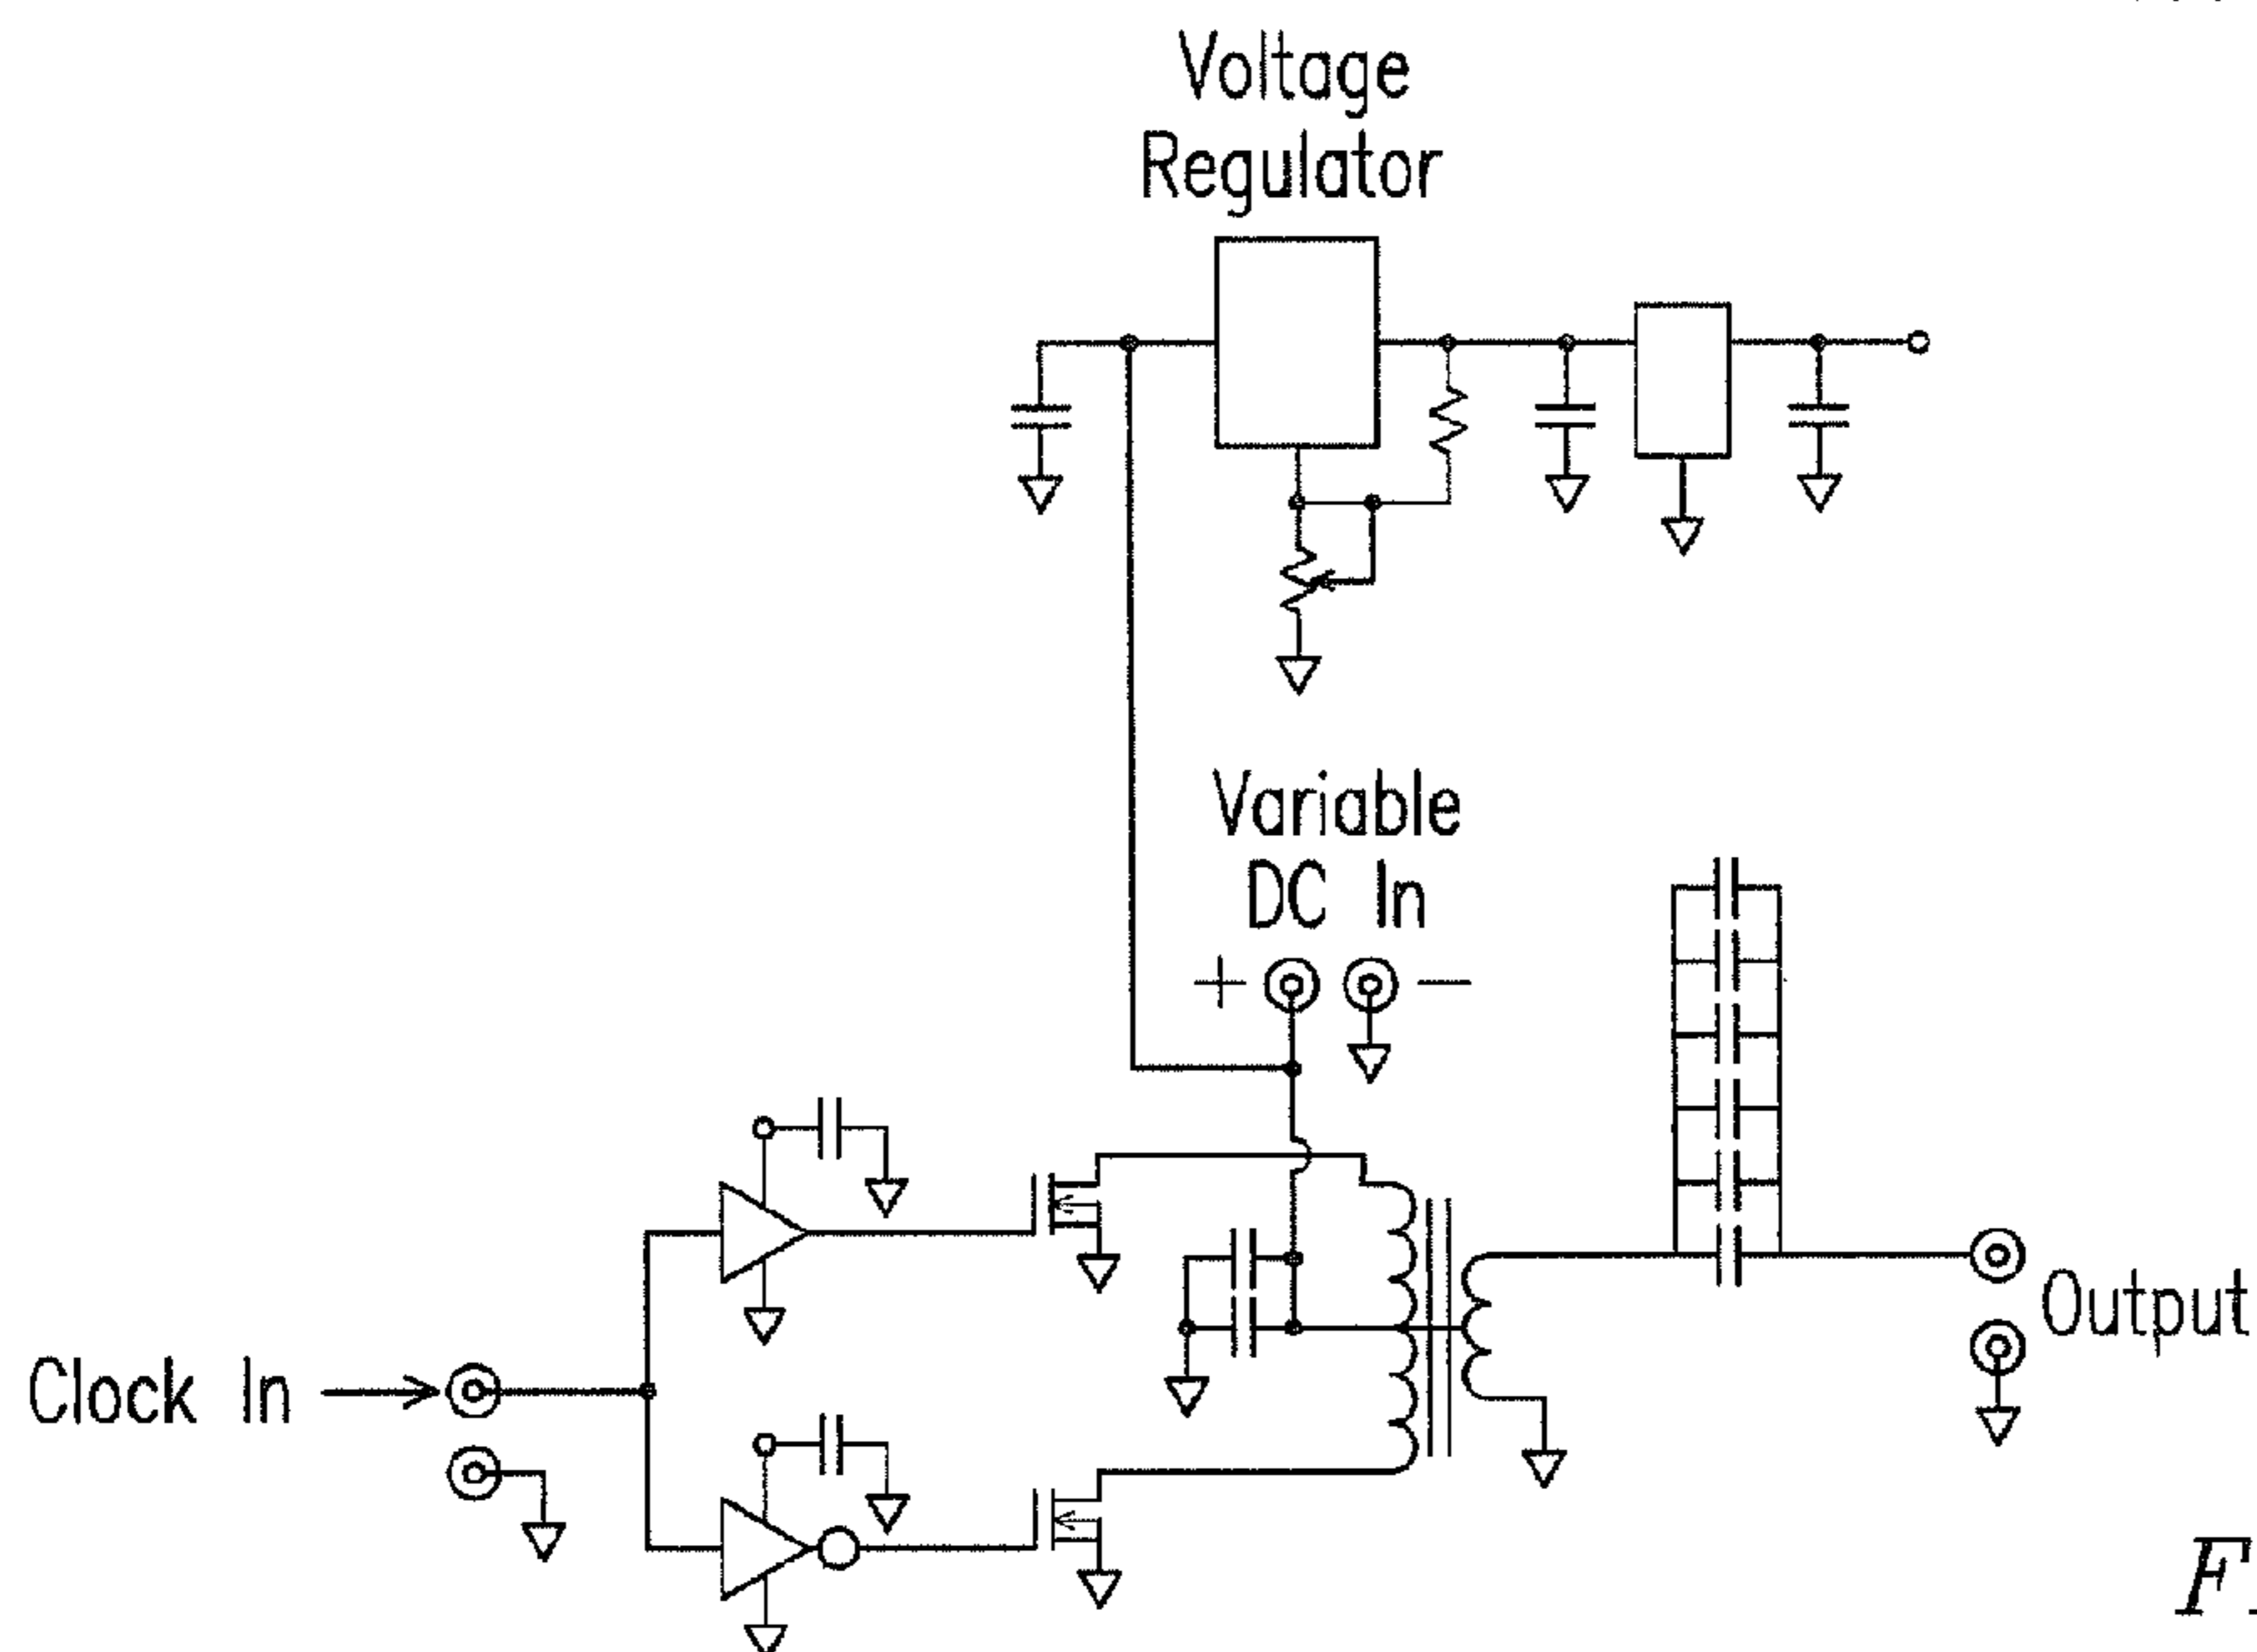 Voltage
Regulator
Variable
DC In
+ −
Clock In
Output